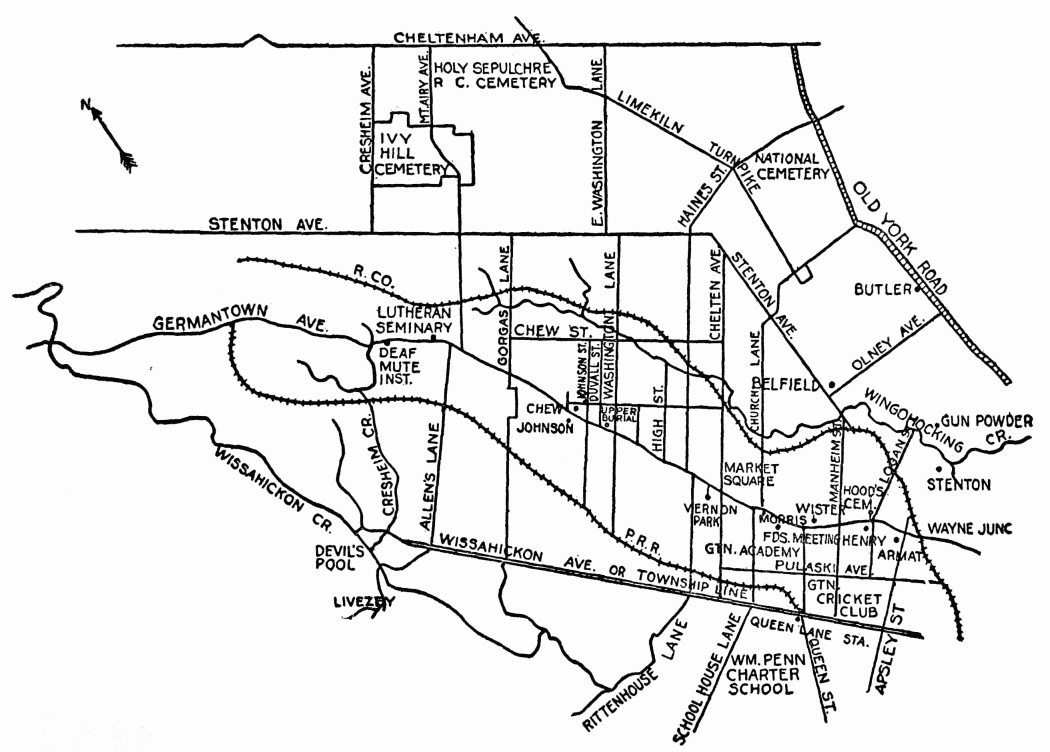 CHELTENHAM AVE.
CRESHEIM AVE.
MT. AIRY AVE.
HOLY SEPULCHRE
R C. CEMETERY
LANE
E. WASHINGTON
LIMEKILN
TURNPIKE
N
IVY
HILL
CEMETERY
HAINES ST.
NATIONAL
CEMETERY
OLD YORK ROAD
STENTON AVE.
STENTON AVE.
R. CO.
GORGAS LANE
WASHINGTON LANE
CHELTEN AVE.
BUTLER
GERMANTOWN AVE.
LUTHERAN
SEMINARY
CHEW ST.
OLNEY AVE.
DEAF
MUTE
INST.
JOHNSON ST.
DUVALL ST.
HIGH ST.
CHURCH LANE
BELFIELD
CHEW
JOHNSON
UPPER
BURIAL
WINGOHOCKING
CR.
GUN POWDER
WISSAHICKON CR.
CRESHEIM CR.
ALLEN'S LANE
MARKET
SQUARE
MANHEIM ST.
LOGAN S
HOOD'S
CEM.
STENTON
VERNON
PARK
MORRIS
WISTER
FDS. MEETING
HENRY
WAYNE JUNC
ARMAT
GTN. ACADEMY
PULASKI AVE.
DEVIL'S
POOL
WISSAHICKON AVE. OR TOWNSHIP LINE
P. R. R.
GTN.
CRICKET
CLUB
LIVEZEY
QUEEN LANE STA.
RITTENHOUSE LANE
SCHOOL HOUSE LANE
WM. PENN
CHARTER
SCHOOL
QUEEN ST.
APSLEY ST